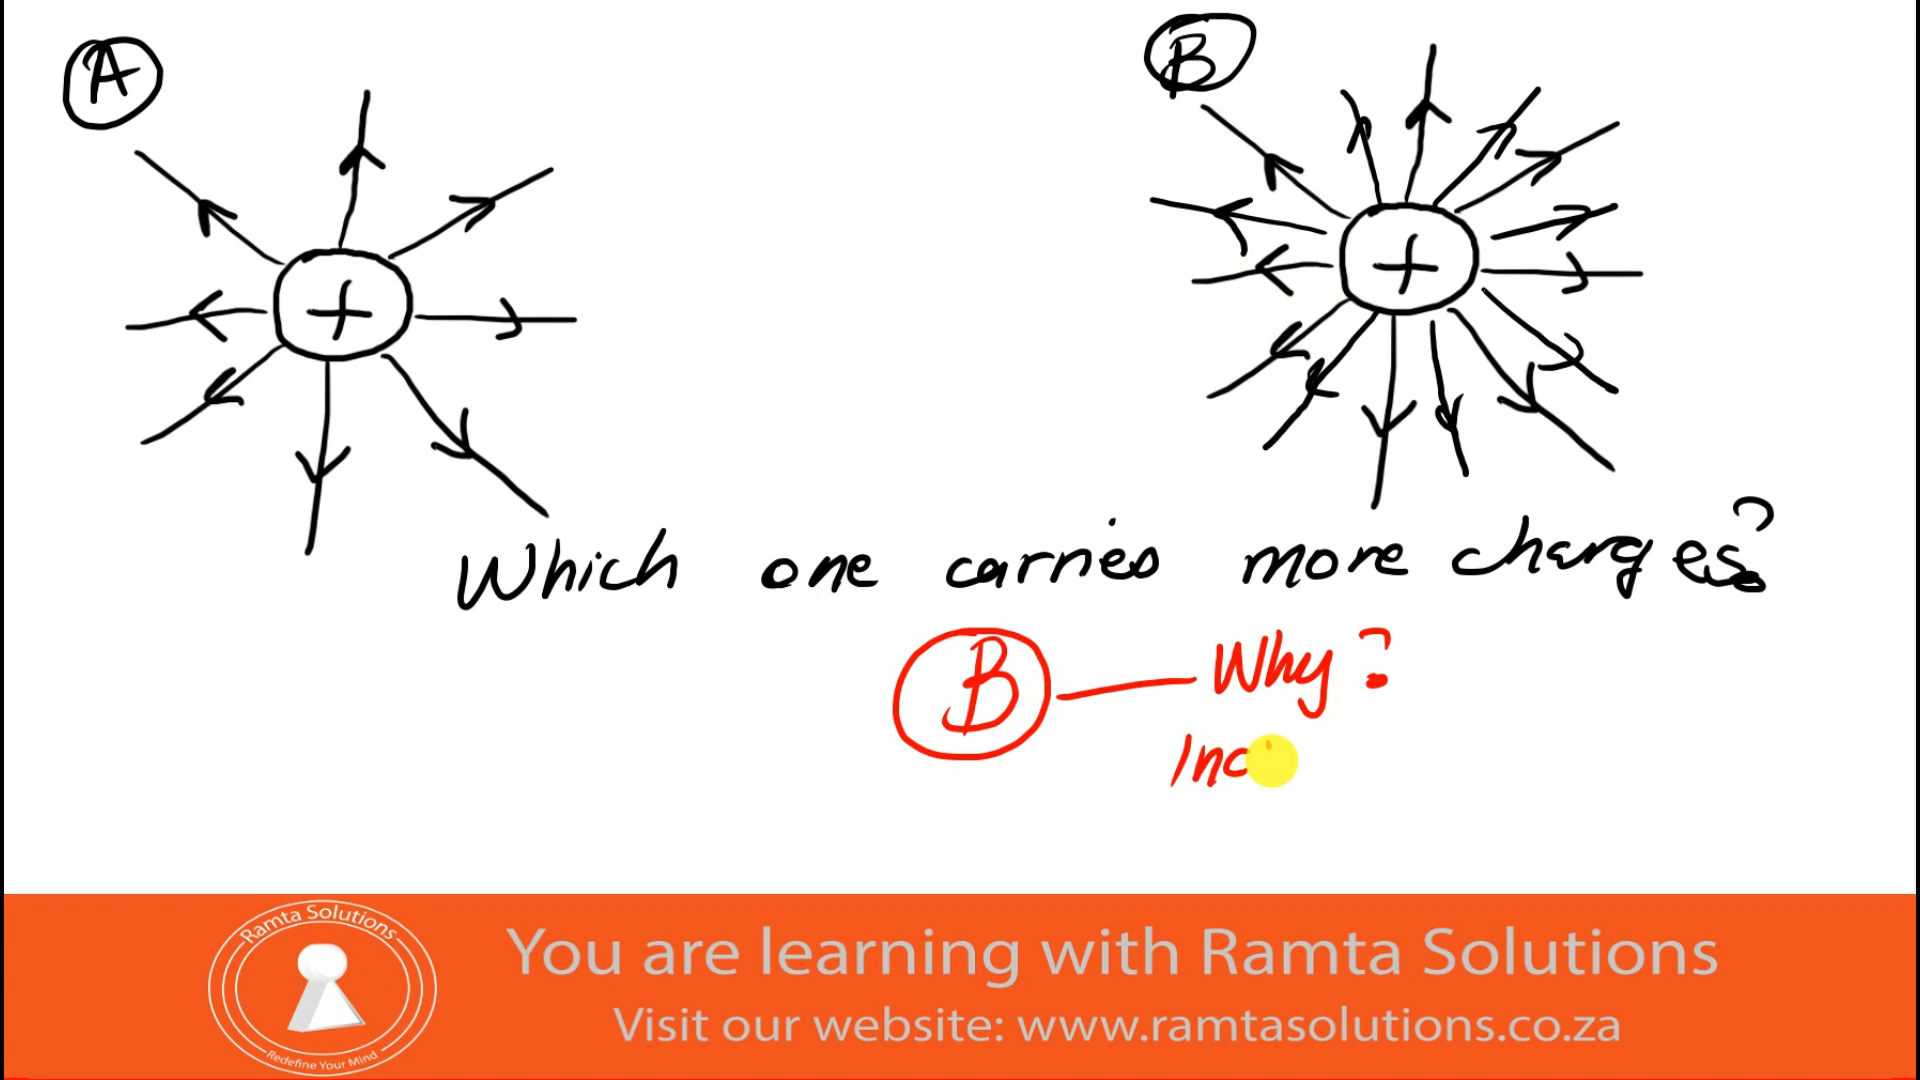 A
B
+
+
Which one carries more charges?
B — Why?
Inc
Ramta Solutions
Redefine Your Mind
You are learning with Ramta Solutions
Visit our website: www.ramtasolutions.co.za